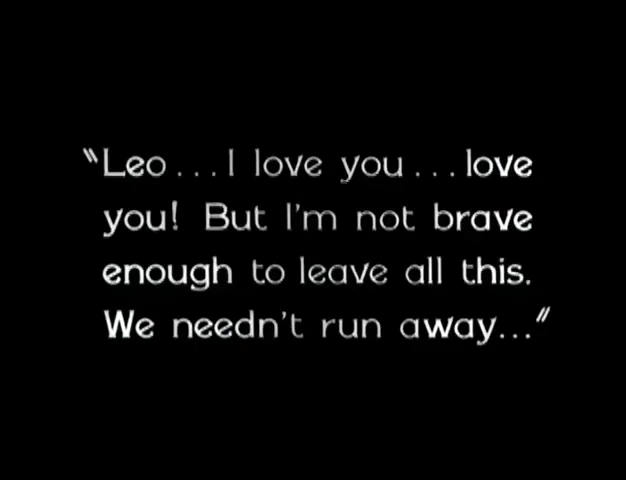 "Leo...I love you...love
you! But I'm not brave
enough to leave all this.
We needn't run away..."